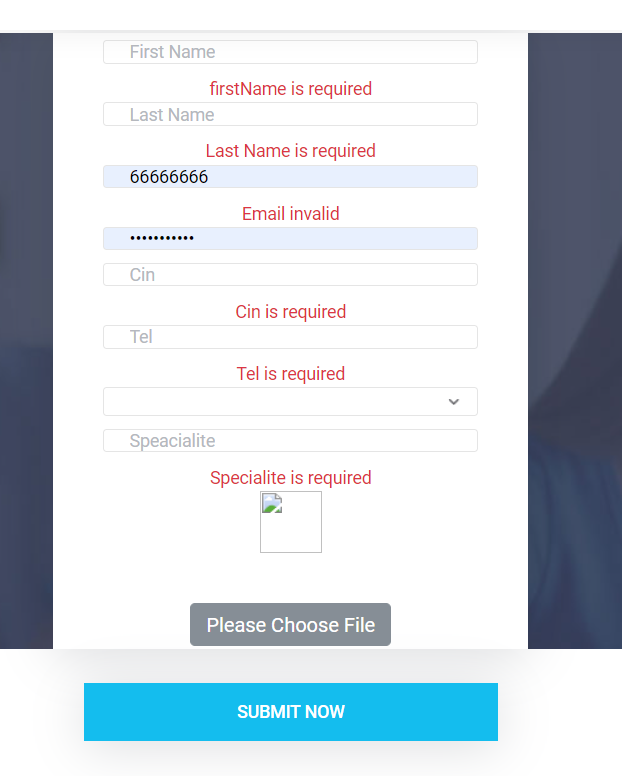 First Name
firstName is required
Last Name
Last Name is required
66666666
Email invalid
•••••••••••
Cin
Cin is required
Tel
Tel is required
Speacialite
Specialite is required
Please Choose File
SUBMIT NOW